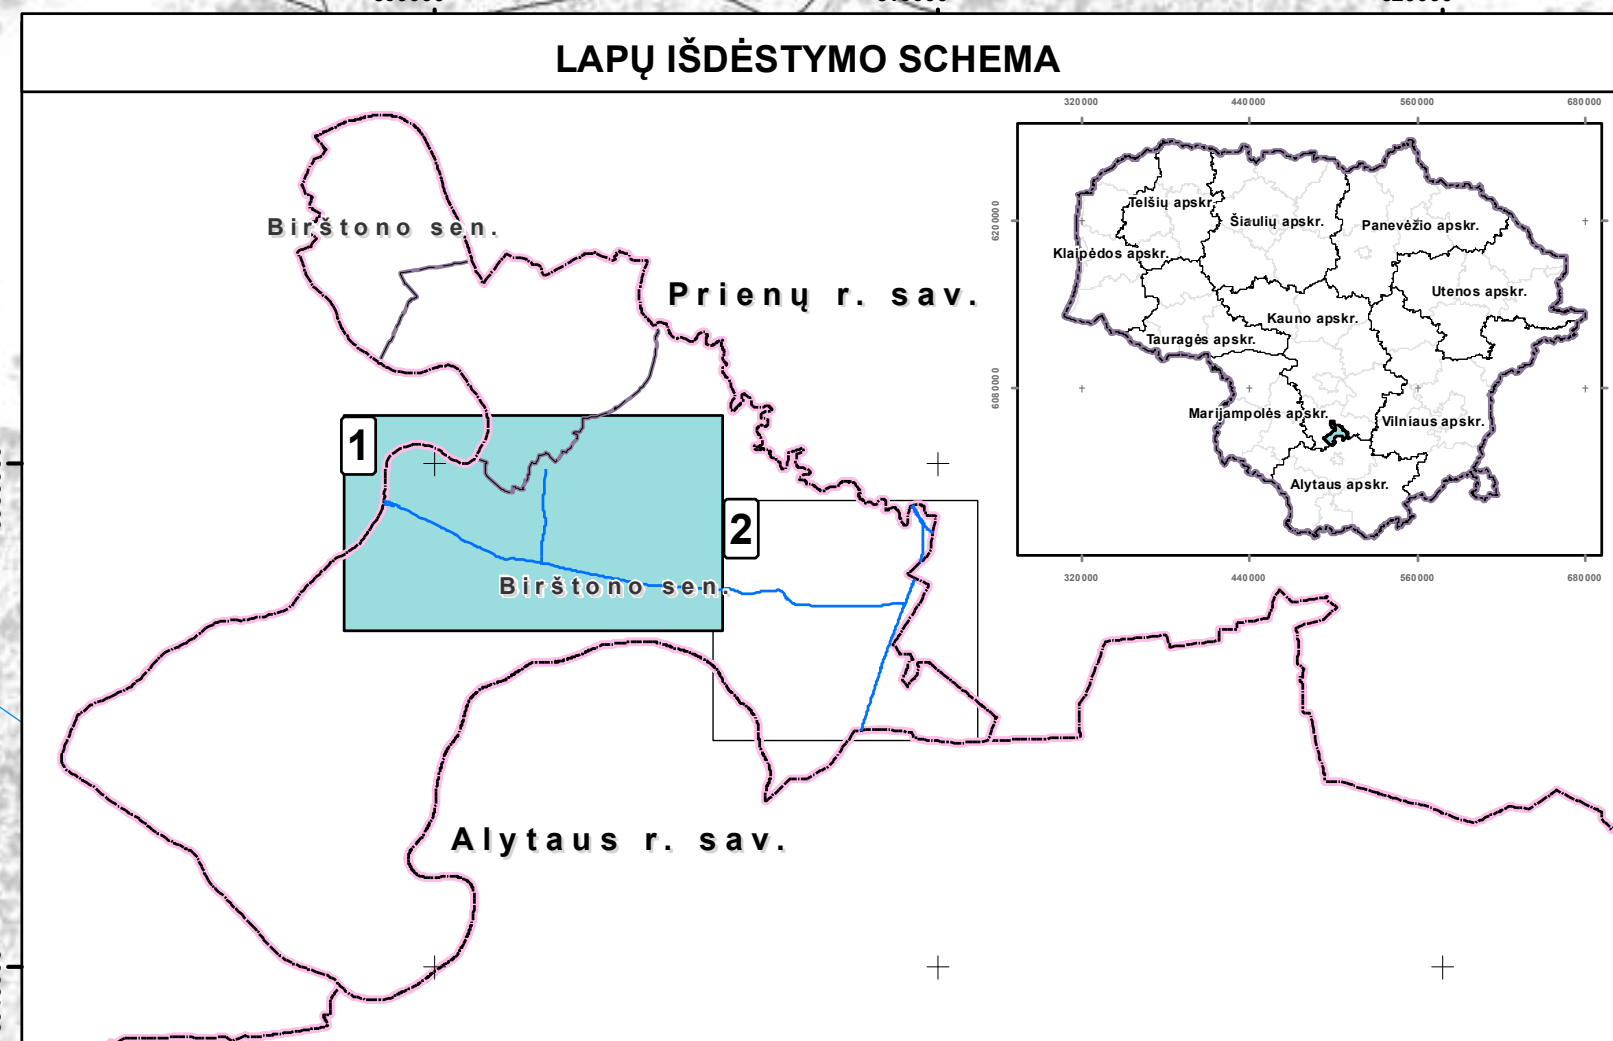 LAPŲ IŠDĖSTYMO SCHEMA
320000 440000 560000 680000
Telšių apskr.
Šiaulių apskr.
Panevėžio apskr.
6200000
Birštono sen.
Klaipėdos apskr.
Utenos apskr.
Prienų r. sav.
Kauno apskr.
Tauragės apskr.
6080000
Marijampolės apskr.
Vilniaus apskr.
1
Alytaus apskr.
2
320000 440000 560000 680000
Birštono sen.
Alytaus r. sav.